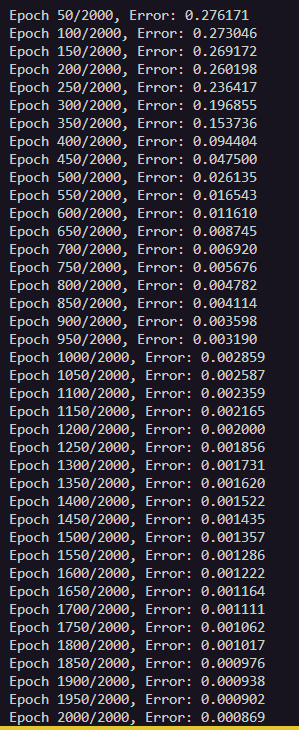 Epoch 50/2000, Error: 0.276171
Epoch 100/2000, Error: 0.273046
Epoch 150/2000, Error: 0.269172
Epoch 200/2000, Error: 0.260198
Epoch 250/2000, Error: 0.236417
Epoch 300/2000, Error: 0.196855
Epoch 350/2000, Error: 0.153736
Epoch 400/2000, Error: 0.094404
Epoch 450/2000, Error: 0.047500
Epoch 500/2000, Error: 0.026135
Epoch 550/2000, Error: 0.016543
Epoch 600/2000, Error: 0.011610
Epoch 650/2000, Error: 0.008745
Epoch 700/2000, Error: 0.006920
Epoch 750/2000, Error: 0.005676
Epoch 800/2000, Error: 0.004782
Epoch 850/2000, Error: 0.004114
Epoch 900/2000, Error: 0.003598
Epoch 950/2000, Error: 0.003190
Epoch 1000/2000, Error: 0.002859
Epoch 1050/2000, Error: 0.002587
Epoch 1100/2000, Error: 0.002359
Epoch 1150/2000, Error: 0.002165
Epoch 1200/2000, Error: 0.002000
Epoch 1250/2000, Error: 0.001856
Epoch 1300/2000, Error: 0.001731
Epoch 1350/2000, Error: 0.001620
Epoch 1400/2000, Error: 0.001522
Epoch 1450/2000, Error: 0.001435
Epoch 1500/2000, Error: 0.001357
Epoch 1550/2000, Error: 0.001286
Epoch 1600/2000, Error: 0.001222
Epoch 1650/2000, Error: 0.001164
Epoch 1700/2000, Error: 0.001111
Epoch 1750/2000, Error: 0.001062
Epoch 1800/2000, Error: 0.001017
Epoch 1850/2000, Error: 0.000976
Epoch 1900/2000, Error: 0.000938
Epoch 1950/2000, Error: 0.000902
Epoch 2000/2000, Error: 0.000869